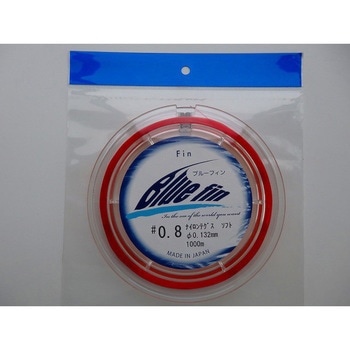 Fin
ブルーフィン
Blue fin
In the sea of the world you want
#0.8 ナイロンテグス ソフト
φ0.132mm
1000m
MADE IN JAPAN